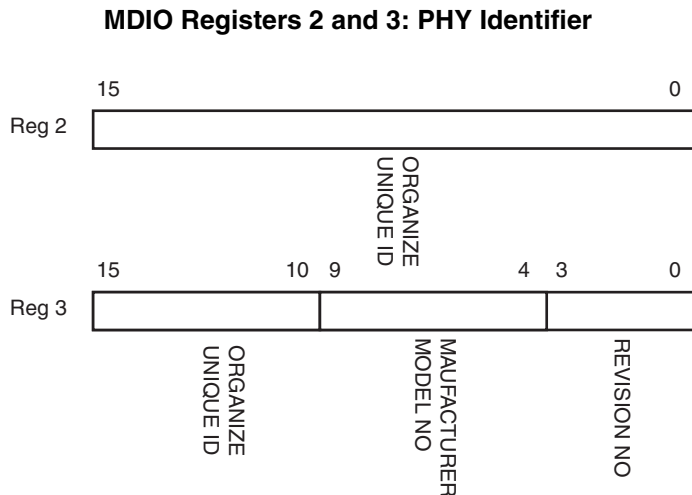 MDIO Registers 2 and 3: PHY Identifier
15 0
Reg 2
ORGANIZE
UNIQUE ID
15 10 9 4 3 0
Reg 3
ORGANIZE
UNIQUE ID
MAUFACTURER
MODEL NO
REVISION NO